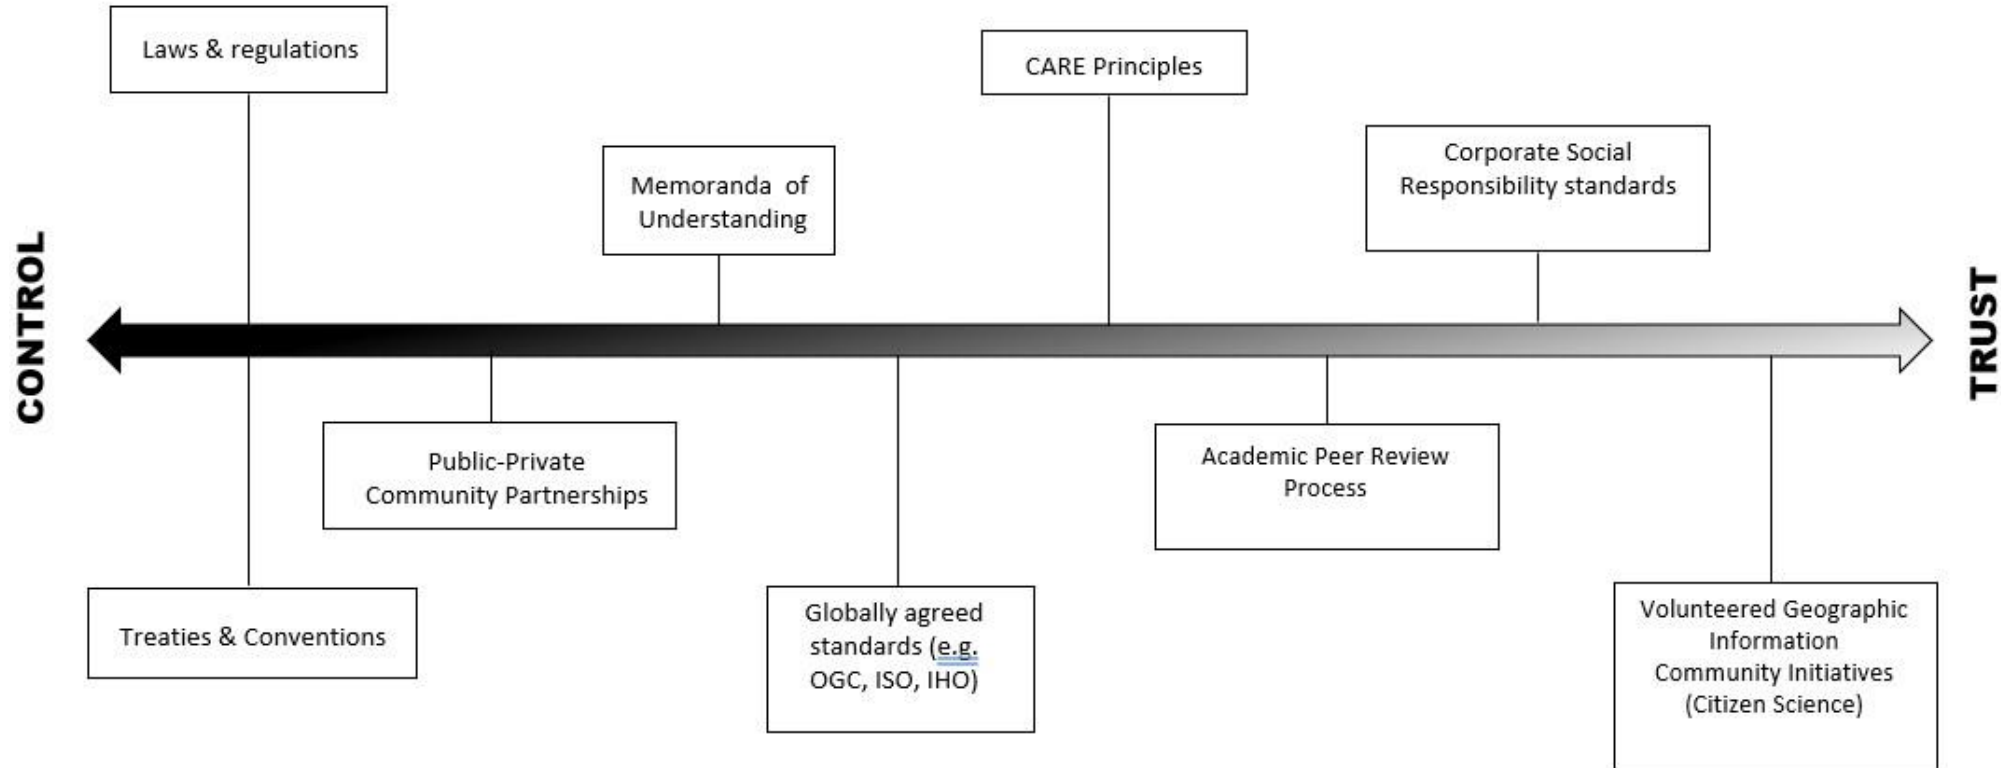 Laws & regulations
CARE Principles
Corporate Social
Responsibility standards
Memoranda of
Understanding
CONTROL
TRUST
Public-Private
Community Partnerships
Academic Peer Review
Process
Treaties & Conventions
Globally agreed
standards (e.g.
OGC, ISO, IHO)
Volunteered Geographic
Information
Community Initiatives
(Citizen Science)